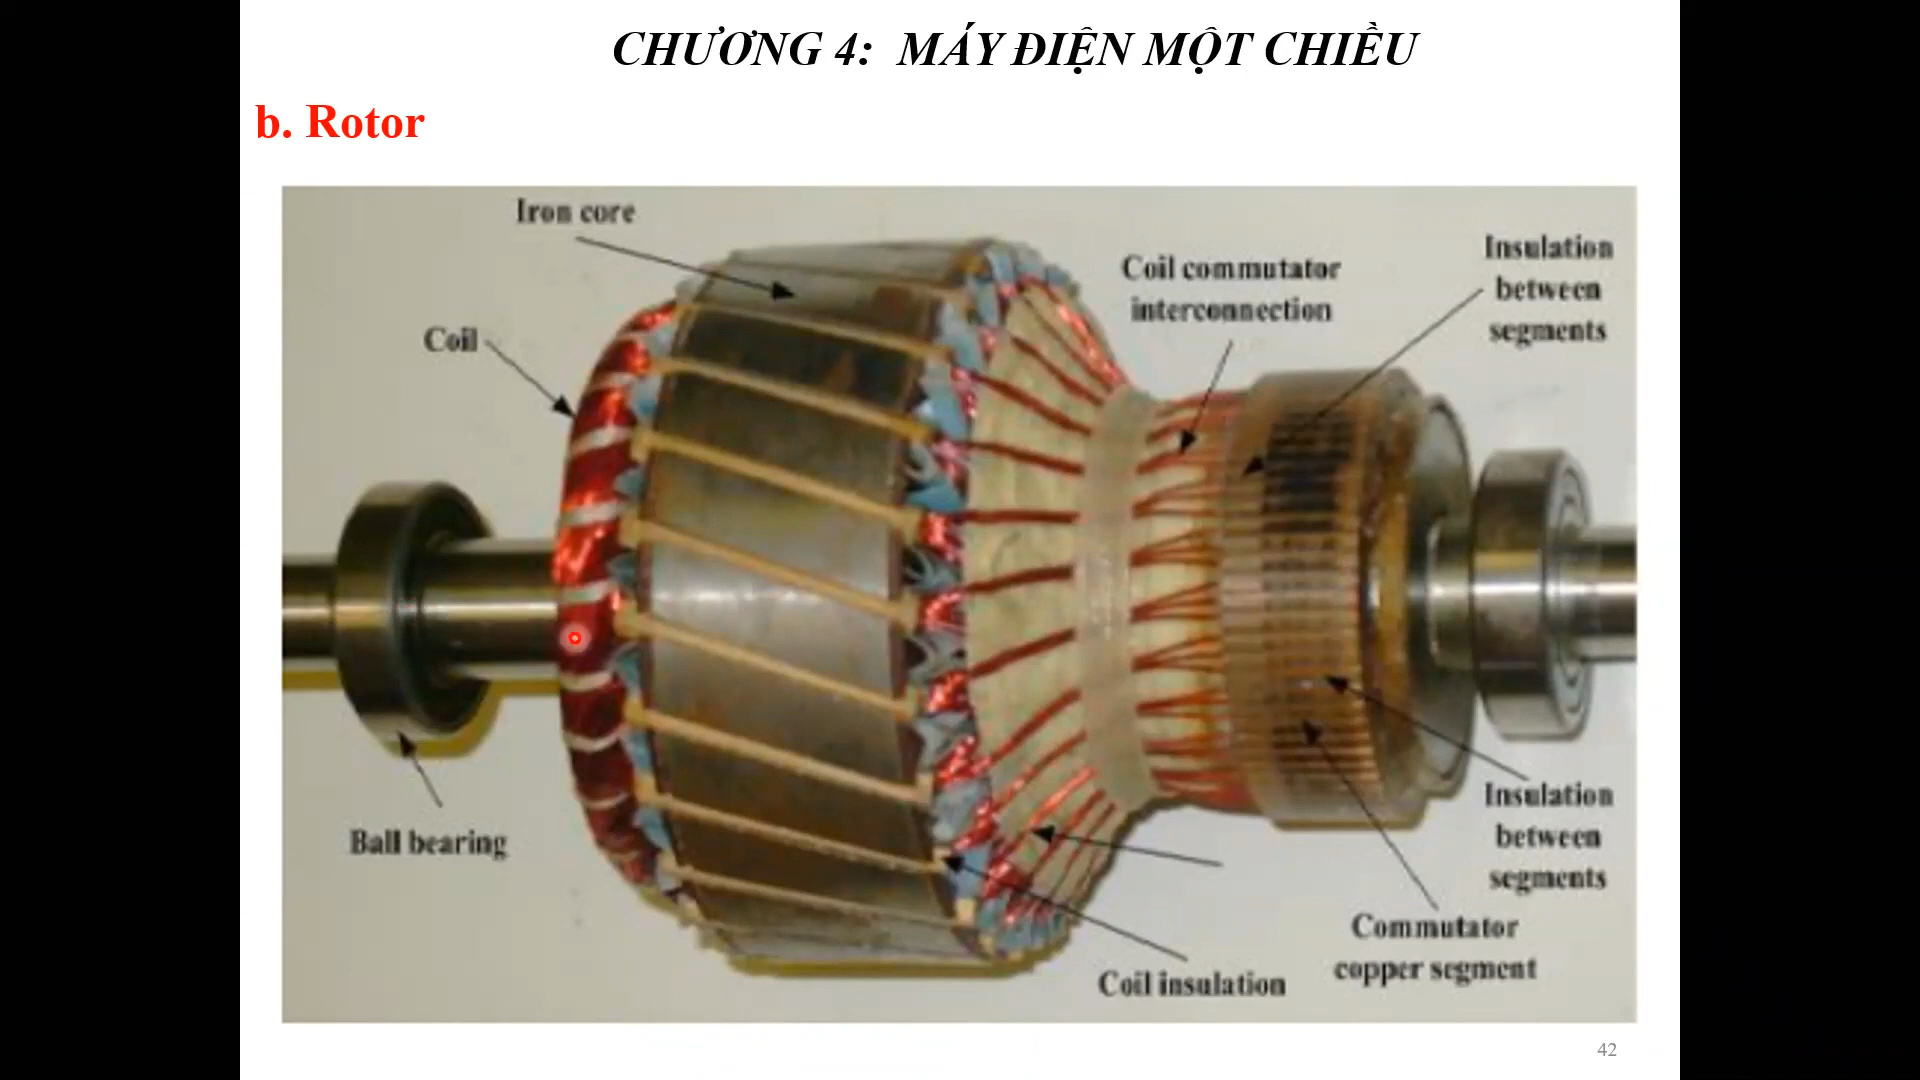 CHƯƠNG 4: MÁY ĐIỆN MỘT CHIỀU
b. Rotor
Iron core
Coil
Coil commutator
interconnection
Insulation
between
segments
Ball bearing
Insulation
between
segments
Commutator
copper segment
Coil insulation
42